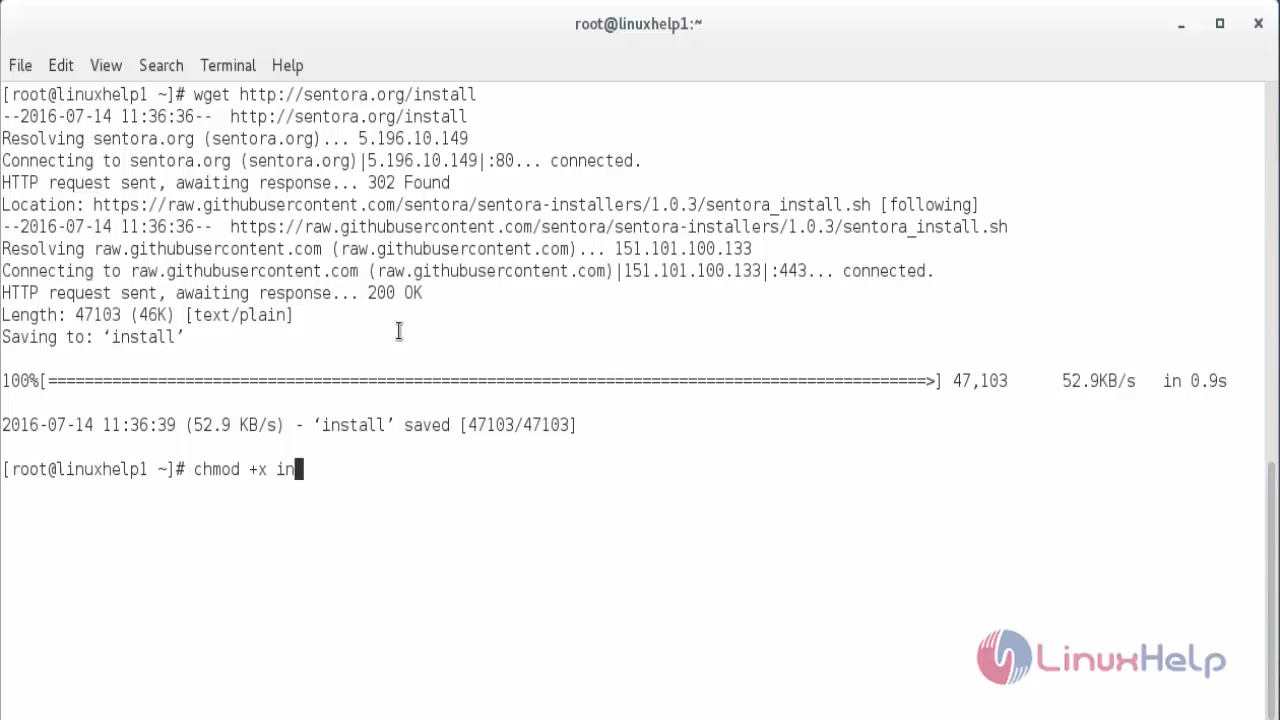 root@linuxhelp1:~
File Edit View Search Terminal Help
[root@linuxhelp1 ~]# wget http://sentora.org/install
--2016-07-14 11:36:36--  http://sentora.org/install
Resolving sentora.org (sentora.org)... 5.196.10.149
Connecting to sentora.org (sentora.org)|5.196.10.149|:80... connected.
HTTP request sent, awaiting response... 302 Found
Location: https://raw.githubusercontent.com/sentora/sentora-installers/1.0.3/sentora_install.sh [following]
--2016-07-14 11:36:36--  https://raw.githubusercontent.com/sentora/sentora-installers/1.0.3/sentora_install.sh
Resolving raw.githubusercontent.com (raw.githubusercontent.com)... 151.101.100.133
Connecting to raw.githubusercontent.com (raw.githubusercontent.com)|151.101.100.133|:443... connected.
HTTP request sent, awaiting response... 200 OK
Length: 47103 (46K) [text/plain]
Saving to: ‘install’
100%[================================================================================================>] 47,103      52.9KB/s   in 0.9s
2016-07-14 11:36:39 (52.9 KB/s) - ‘install’ saved [47103/47103]
[root@linuxhelp1 ~]# chmod +x in
LinuxHelp